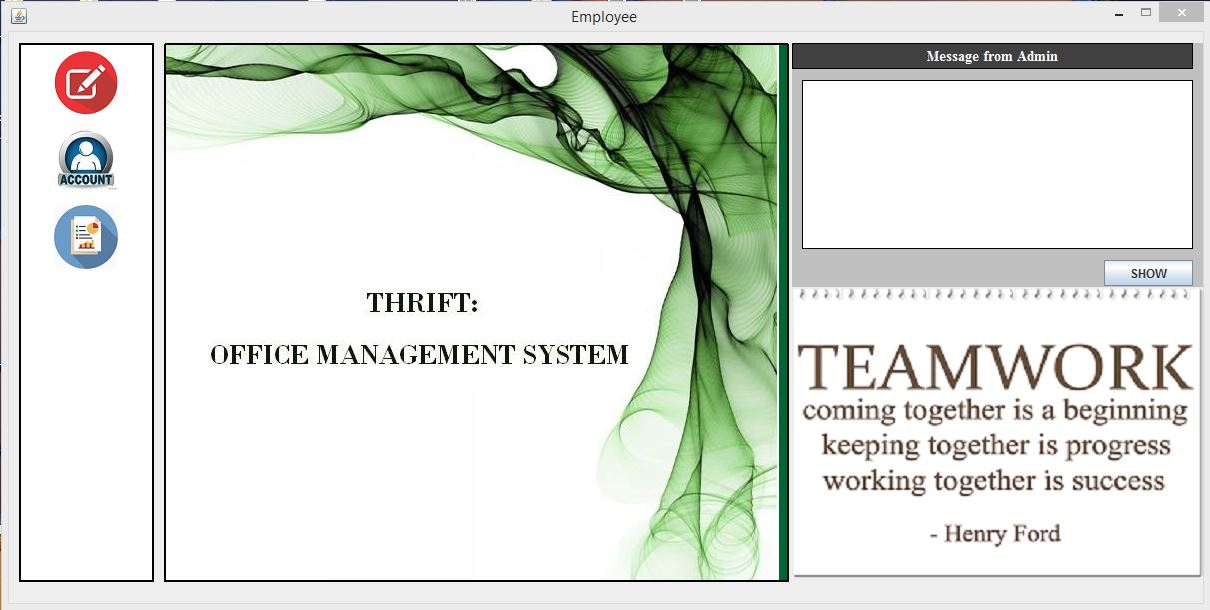 Employee
ACCOUNT
THRIFT:
OFFICE MANAGEMENT SYSTEM
Message from Admin
SHOW
TEAMWORK
coming together is a beginning
keeping together is progress
working together is success
- Henry Ford